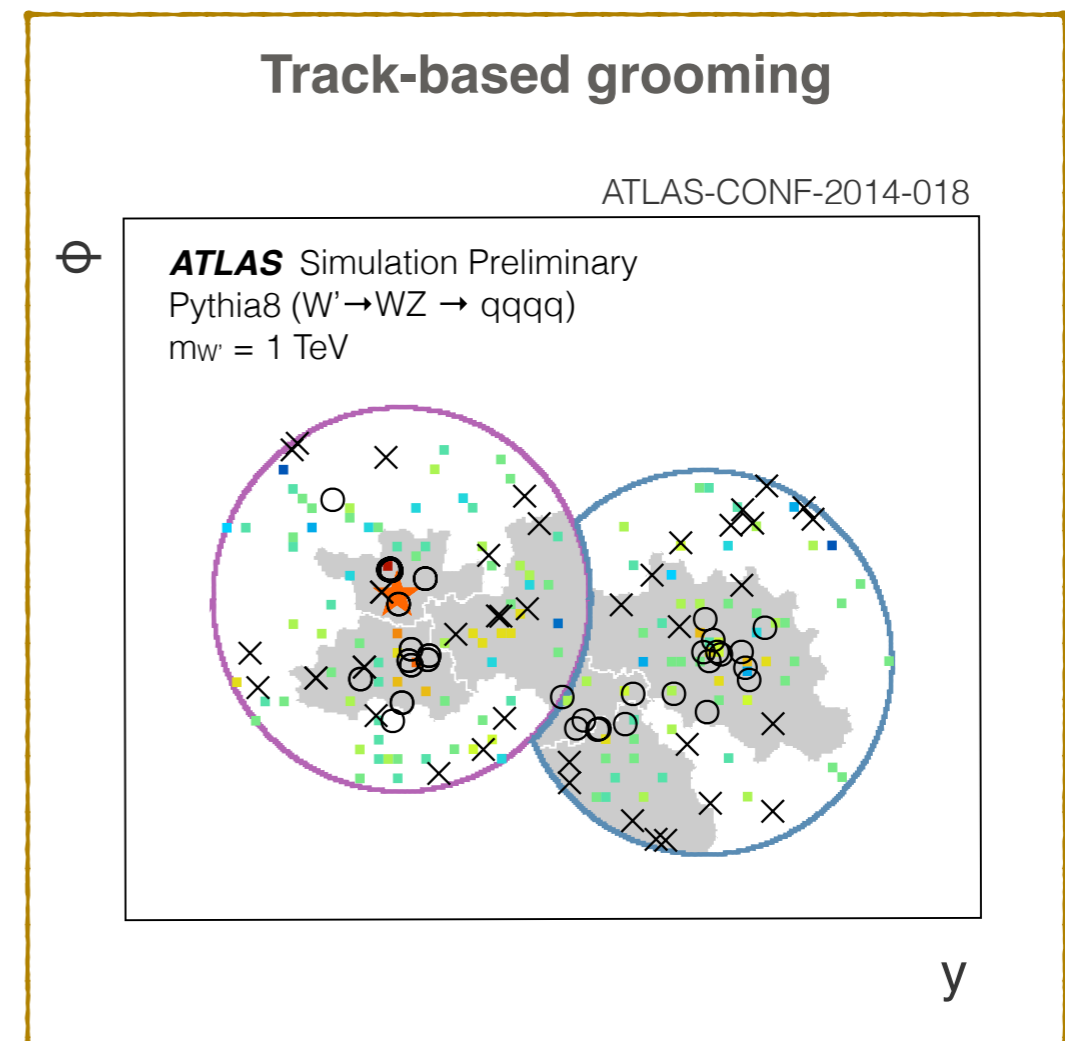 Track-based grooming
ATLAS-CONF-2014-018
ϕ
ATLAS Simulation Preliminary
Pythia8 (W'→WZ → qqqq)
mW' = 1 TeV
y